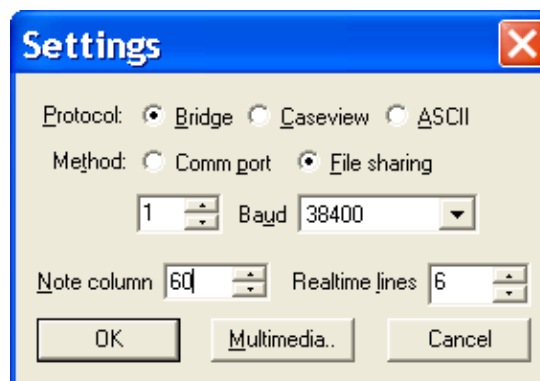 Settings
Protocol: Bridge Caseview ASCII
Method: Comm port File sharing
1 Baud 38400
Note column 60 Realtime lines 6
OK Multimedia.. Cancel